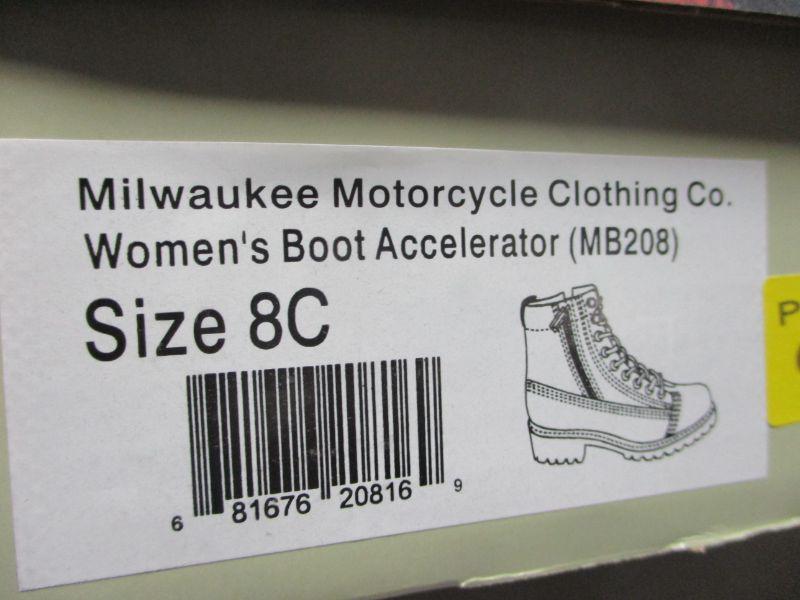 Milwaukee Motorcycle Clothing Co.
Women's Boot Accelerator (MB208)
Size 8C
6 81676 20816 9
P